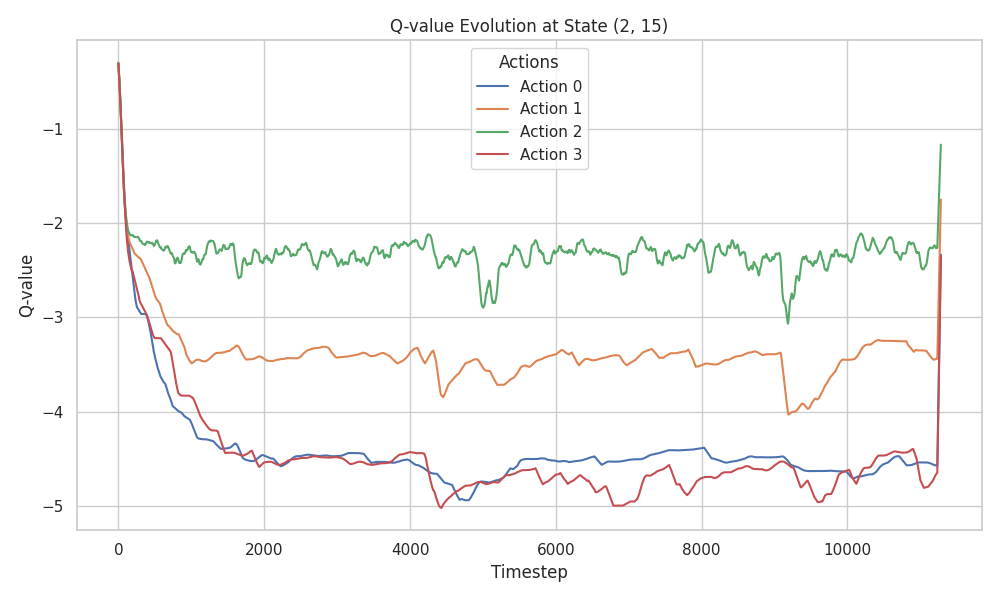 Q-value Evolution at State (2, 15)
Actions
Action 0
Action 1
Action 2
Action 3
Q-value
−1
−2
−3
−4
−5
0
2000
4000
6000
8000
10000
Timestep